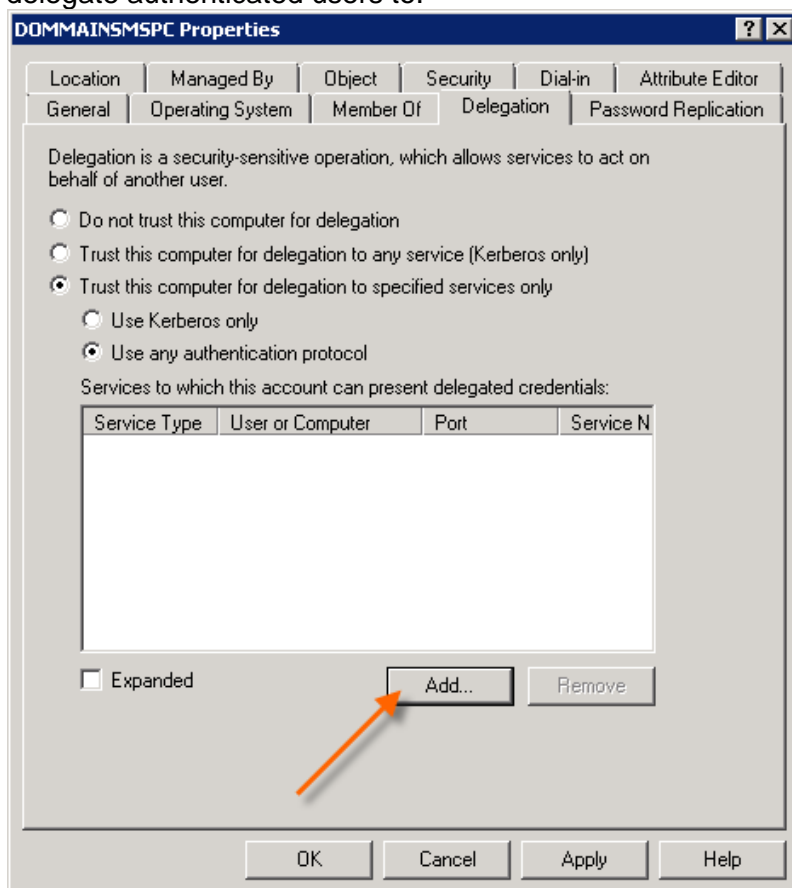 delegate authenticated users to.
DOMMAINSMSPC Properties
Location Managed By Object Security Dial-in Attribute Editor
General Operating System Member Of Delegation Password Replication
Delegation is a security-sensitive operation, which allows services to act on
behalf of another user.
Do not trust this computer for delegation
Trust this computer for delegation to any service (Kerberos only)
Trust this computer for delegation to specified services only
Use Kerberos only
Use any authentication protocol
Services to which this account can present delegated credentials:
Service Type User or Computer Port Service N
Expanded Add... Remove
OK Cancel Apply Help